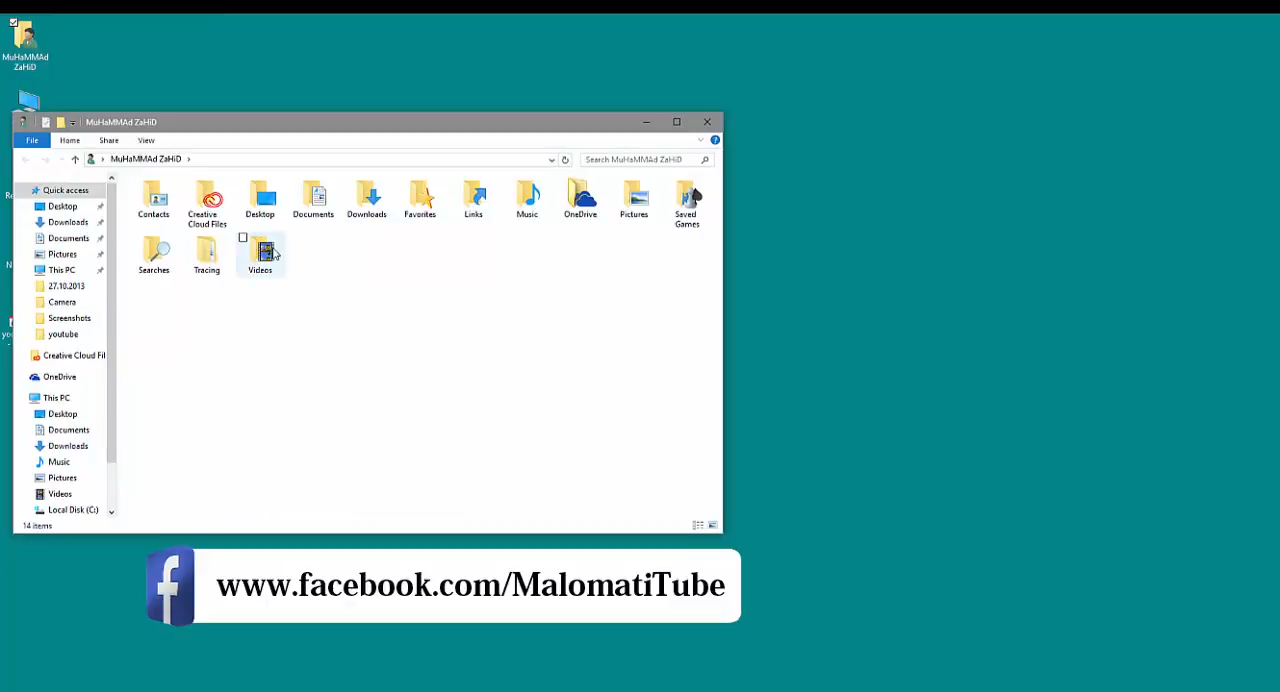 MuHaMMAd
ZaHiD
MuHaMMAd ZaHiD
File Home Share View
MuHaMMAd ZaHiD
Search MuHaMMAd ZaHiD
Quick access
Desktop
Downloads
Documents
Pictures
This PC
27.10.2013
Camera
Screenshots
youtube
Creative Cloud Fil
OneDrive
This PC
Desktop
Documents
Downloads
Music
Pictures
Videos
Local Disk (C:)
Contacts
Creative
Cloud Files
Desktop
Documents
Downloads
Favorites
Links
Music
OneDrive
Pictures
Saved
Games
Searches
Tracing
Videos
14 items
www.facebook.com/MalomatiTube